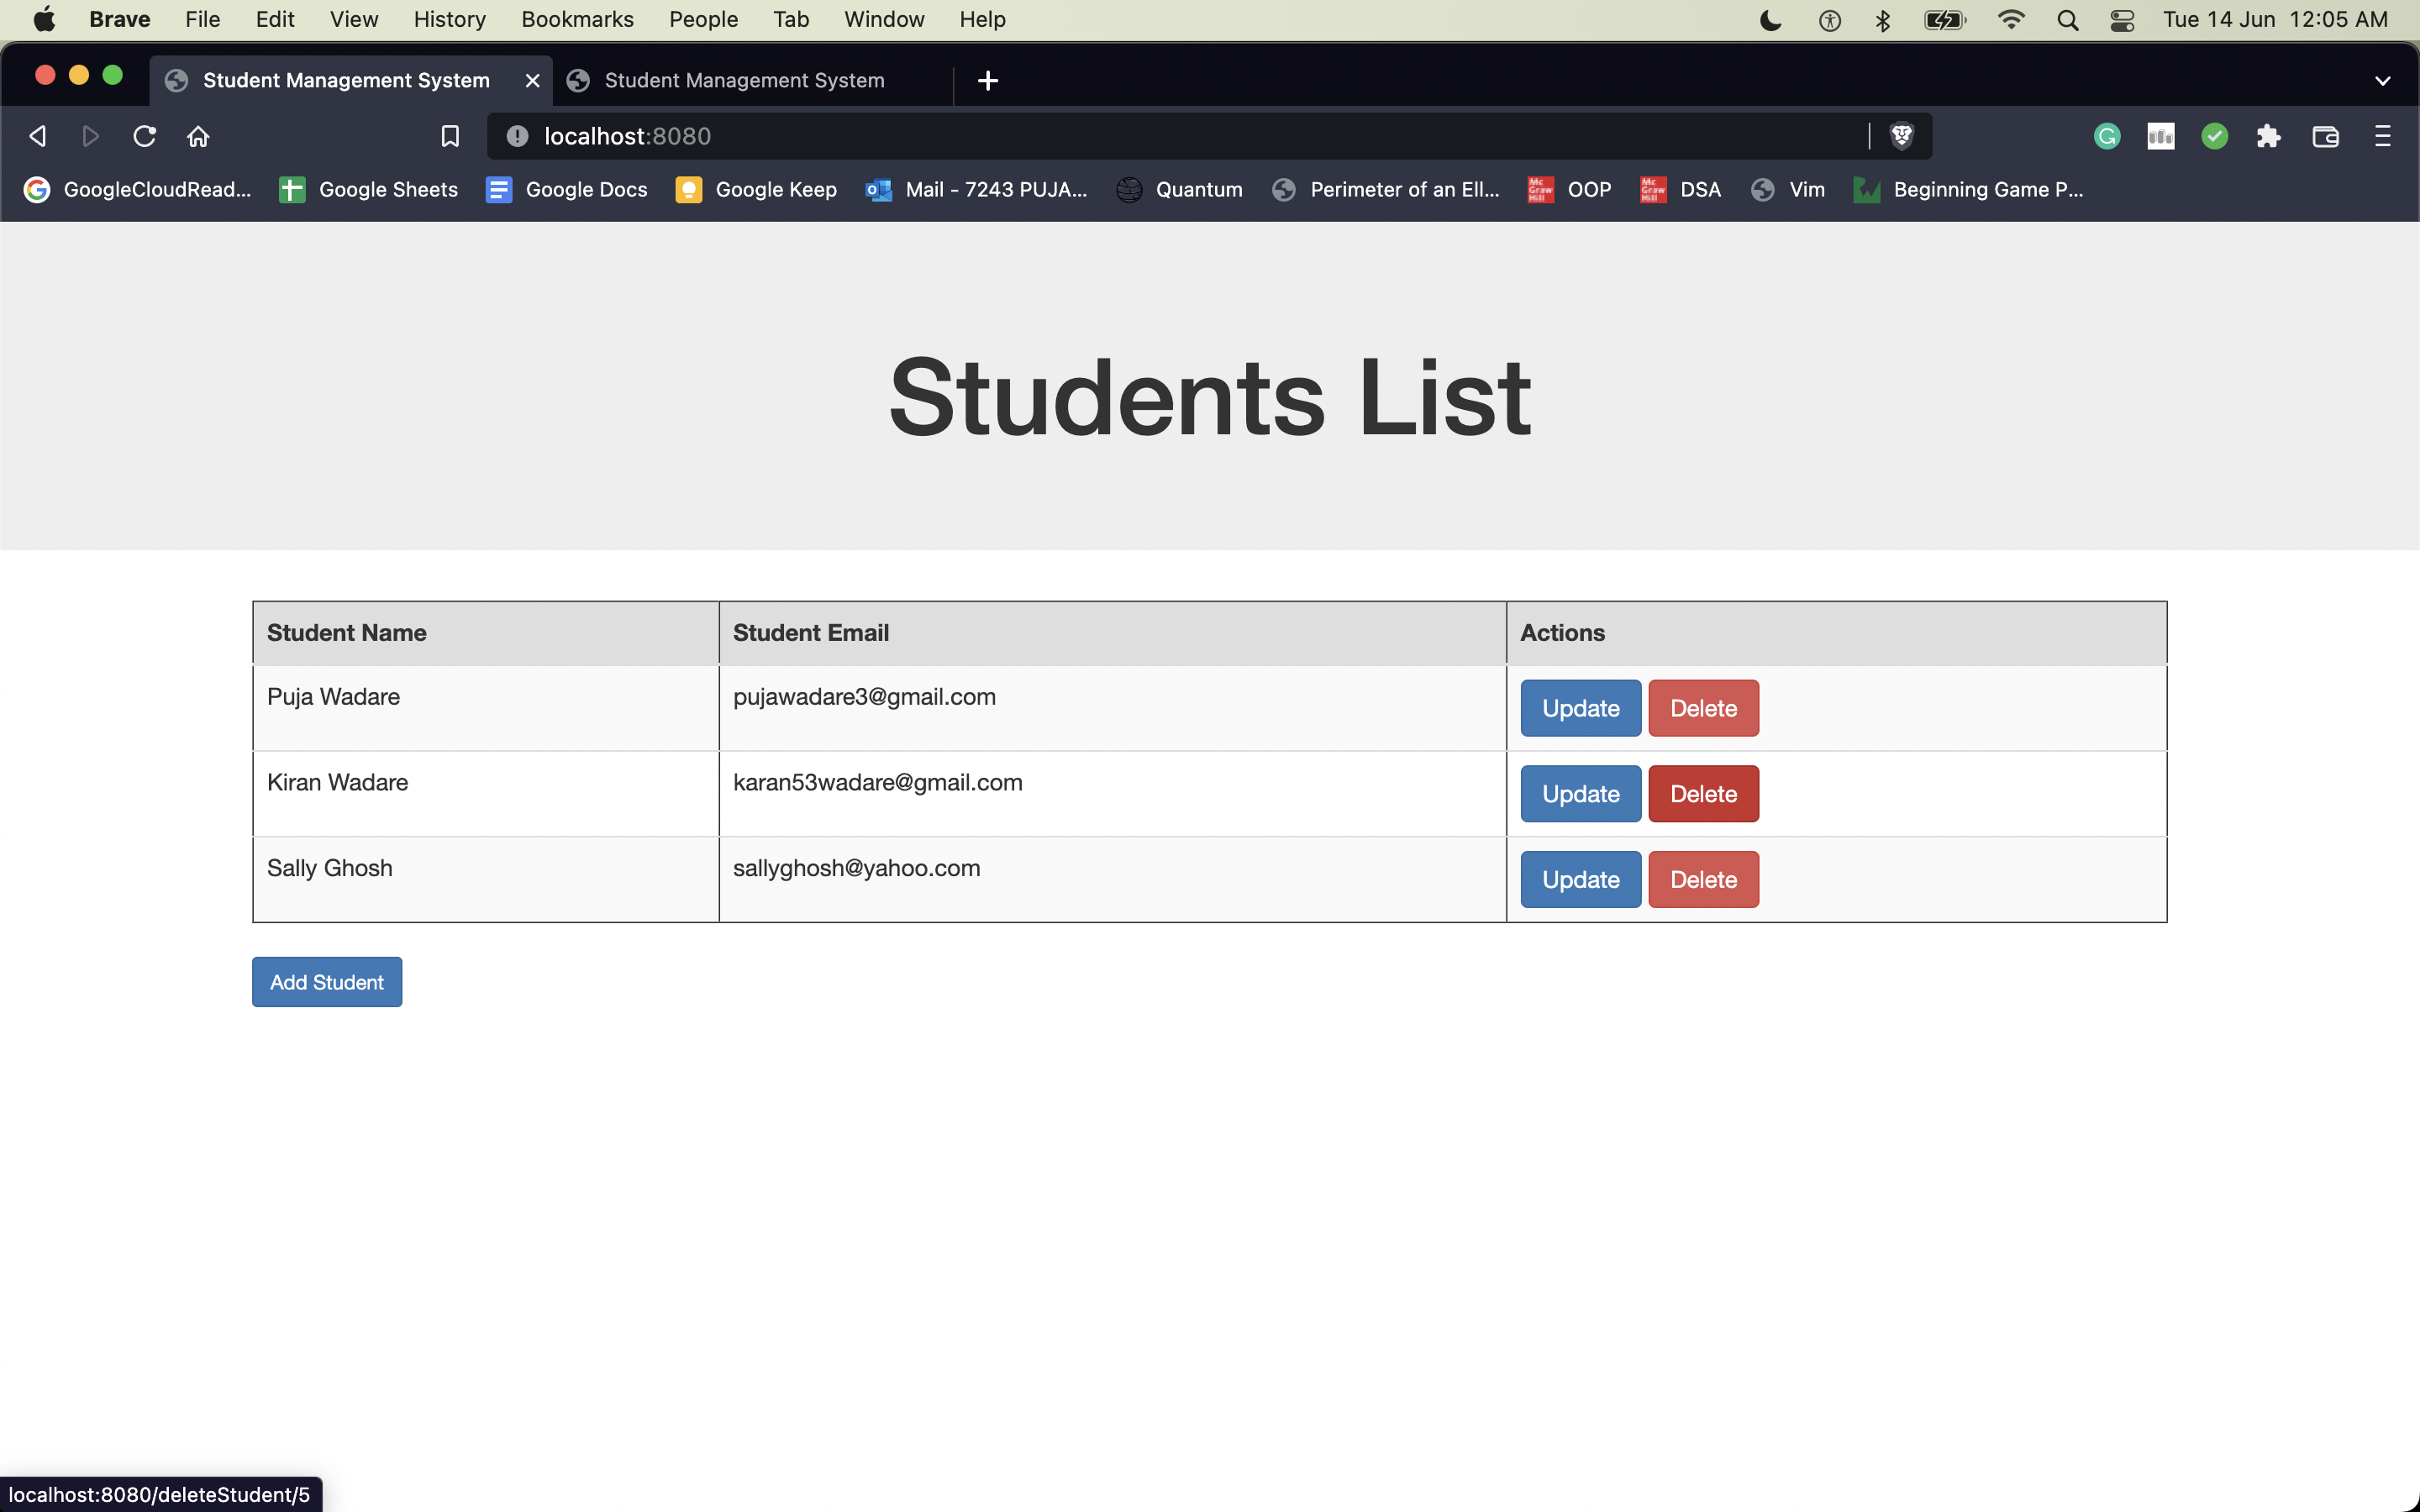 Brave File Edit View History Bookmarks People Tab Window Help Tue 14 Jun 12:05 AM
Student Management System Student Management System
localhost:8080
GoogleCloudRead... Google Sheets Google Docs Google Keep Mail - 7243 PUJA... Quantum Perimeter of an Ell... OOP DSA Vim Beginning Game P...
Students List
Student Name Student Email Actions
Puja Wadare pujawadare3@gmail.com Update Delete
Kiran Wadare karan53wadare@gmail.com Update Delete
Sally Ghosh sallyghosh@yahoo.com Update Delete
Add Student
localhost:8080/deleteStudent/5